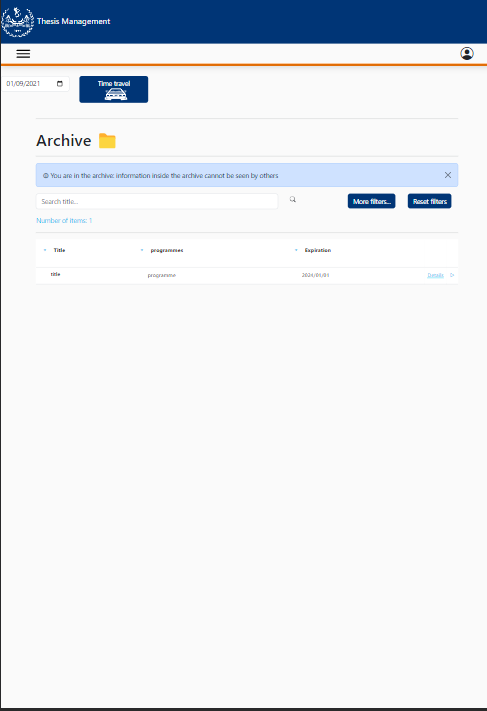 Thesis Management
01/09/2021
Time travel
Archive
You are in the archive: information inside the archive cannot be seen by others
Search title...
More filters...
Reset filters
Number of items: 1
Title programmes Expiration
title programme 2024/01/01 Details